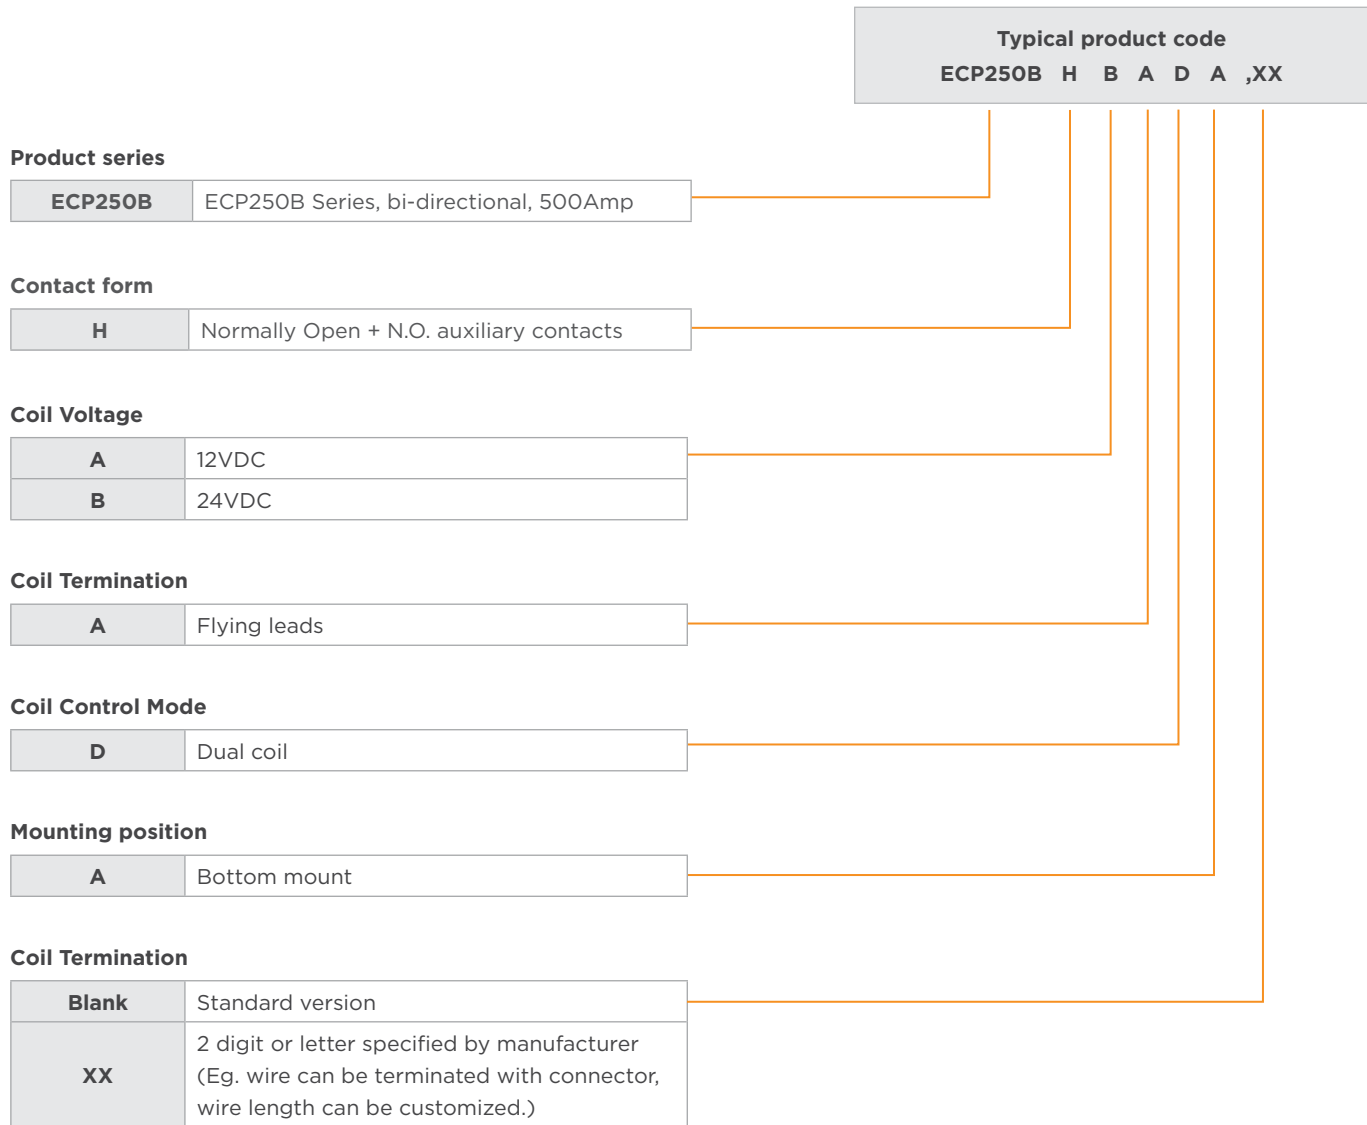 Typical product code
ECP250B H B A D A ,XX
Product series
ECP250B ECP250B Series, bi-directional, 500Amp
Contact form
H Normally Open + N.O. auxiliary contacts
Coil Voltage
A 12VDC
B 24VDC
Coil Termination
A Flying leads
Coil Control Mode
D Dual coil
Mounting position
A Bottom mount
Coil Termination
Blank Standard version
XX 2 digit or letter specified by manufacturer
(Eg. wire can be terminated with connector,
wire length can be customized.)